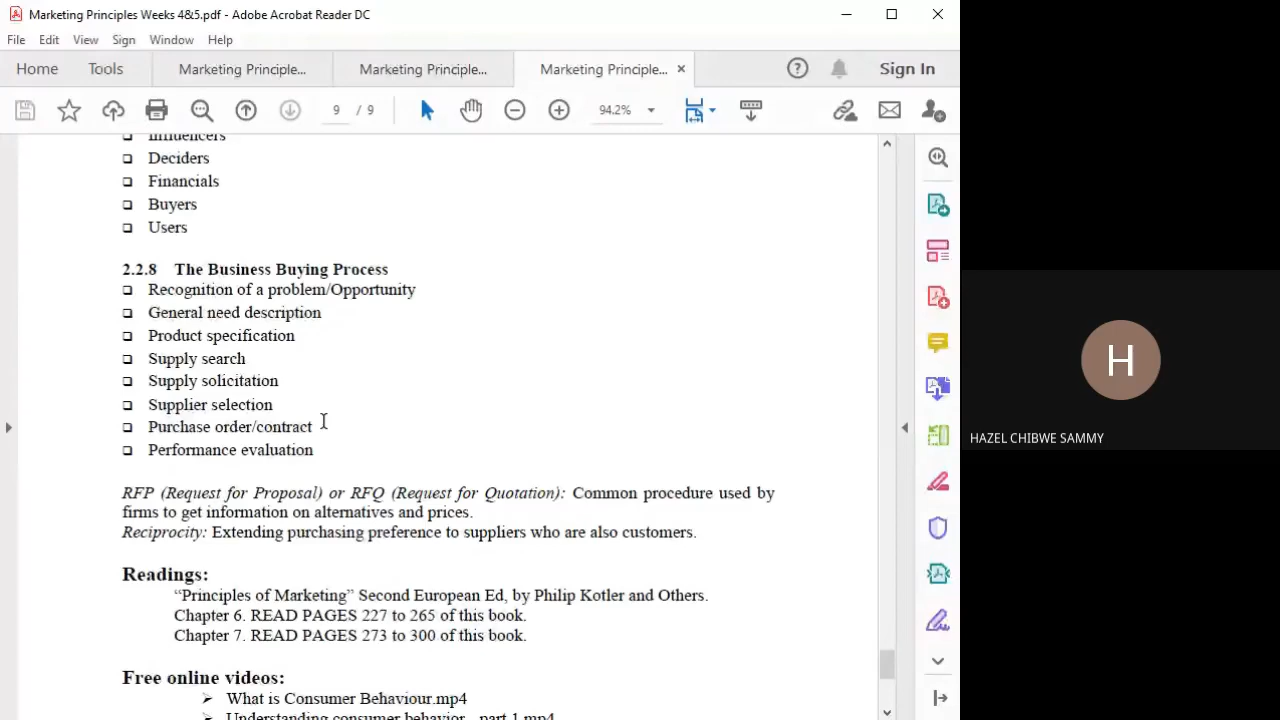 Marketing Principles Weeks 4&5.pdf - Adobe Acrobat Reader DC
File Edit View Sign Window Help
Home Tools Marketing Principle... Marketing Principle... Marketing Principle... Sign In
9 / 9 94.2%
Influencers
Deciders
Financials
Buyers
Users
2.2.8 The Business Buying Process
Recognition of a problem/Opportunity
General need description
Product specification
Supply search
Supply solicitation
Supplier selection
Purchase order/contract
Performance evaluation
RFP (Request for Proposal) or RFQ (Request for Quotation): Common procedure used by
firms to get information on alternatives and prices.
Reciprocity: Extending purchasing preference to suppliers who are also customers.
Readings:
“Principles of Marketing” Second European Ed, by Philip Kotler and Others.
Chapter 6. READ PAGES 227 to 265 of this book.
Chapter 7. READ PAGES 273 to 300 of this book.
Free online videos:
What is Consumer Behaviour.mp4
Understanding consumer behavior - part 1.mp4
H
HAZEL CHIBWE SAMMY